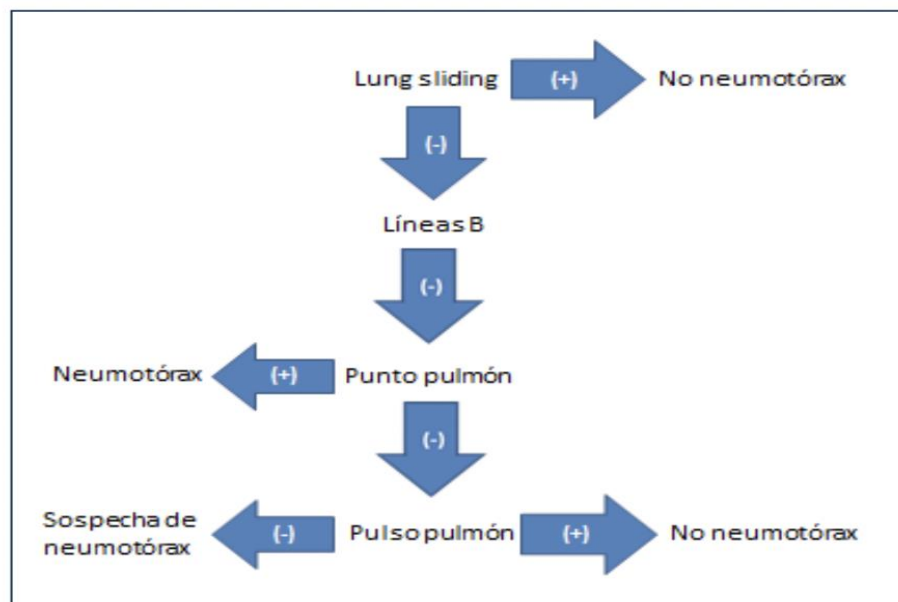 Lung sliding (+) No neumotórax
(-)
Líneas B
(-)
Neumotórax (+) Punto pulmón
(-)
Sospecha de
neumotórax (-) Pulso pulmón (+) No neumotórax